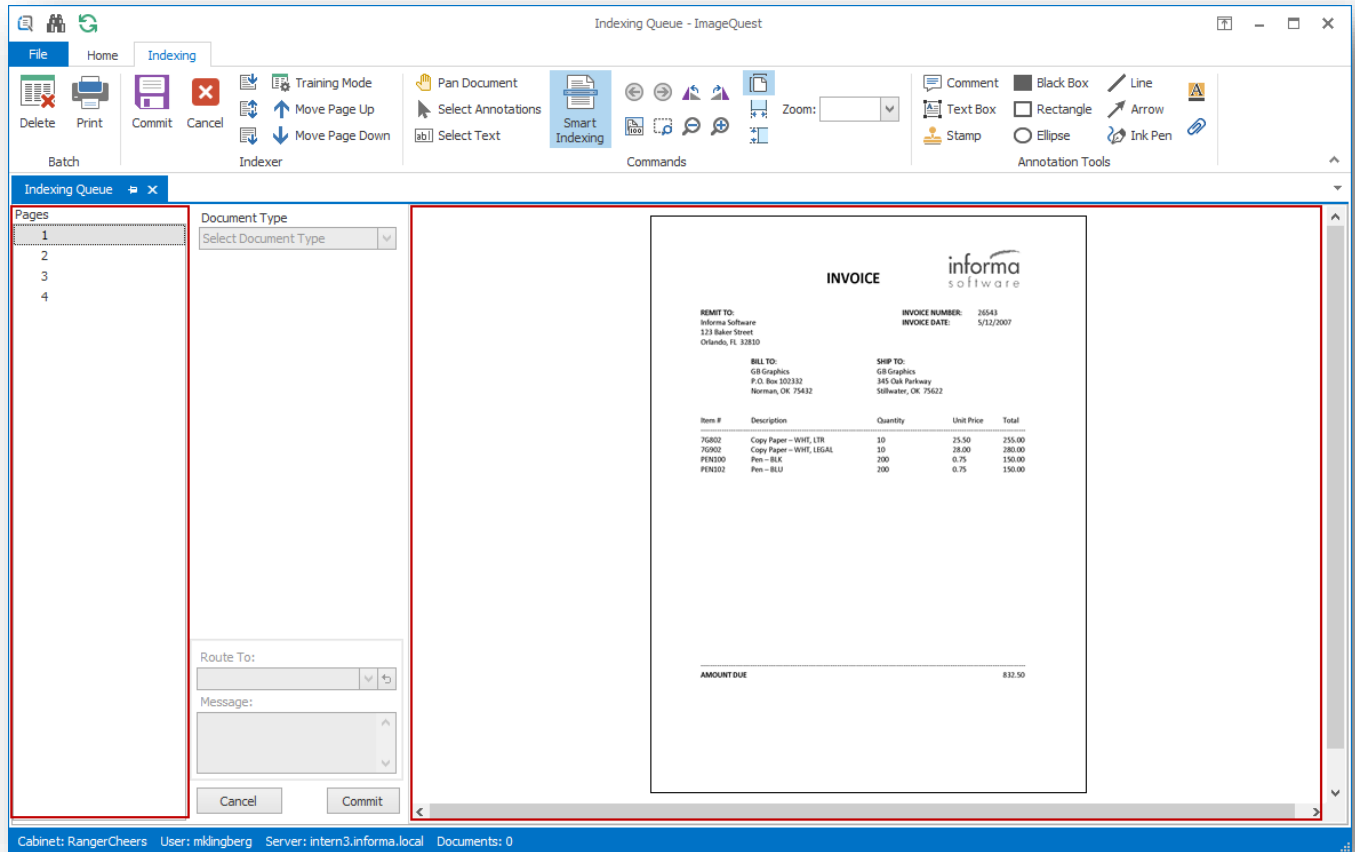 Indexing Queue - ImageQuest
File Home Indexing
Delete Print Commit Cancel Training Mode Move Page Up Move Page Down
Pan Document Select Annotations Select Text Smart Indexing Zoom:
Comment Black Box Line
Text Box Rectangle Arrow
Stamp Ellipse Ink Pen
Batch Indexer Commands Annotation Tools
Indexing Queue
Pages
1
2
3
4
Document Type
Select Document Type
Route To:
Message:
Cancel Commit
informa
software
INVOICE
REMIT TO: INVOICE NUMBER: 26543
Informa Software INVOICE DATE: 5/12/2007
123 Baker Street
Orlando, FL 32810
BILL TO: SHIP TO:
GB Graphics GB Graphics
P.O. Box 102332 345 Oak Parkway
Norman, OK 75432 Stillwater, OK 75622
Item # Description Quantity Unit Price Total
7G802 Copy Paper – WHT, LTR 10 25.50 255.00
7G902 Copy Paper – WHT, LEGAL 10 28.00 280.00
PEN100 Pen – BLK 200 0.75 150.00
PEN102 Pen – BLU 200 0.75 150.00
AMOUNT DUE 832.50
Cabinet: RangerCheers User: mklingberg Server: intern3.informa.local Documents: 0